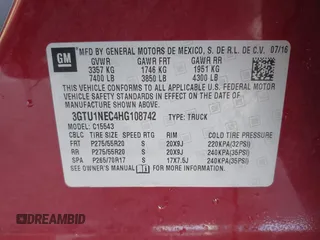 GM
MFD BY GENERAL MOTORS DE MEXICO, S. DE R.L. DE C.V. 07/16
GVWR GAWR FRT GAWR RR
3357 KG 1746 KG 1951 KG
7400 LB 3850 LB 4300 LB
THIS VEHICLE CONFORMS TO ALL APPLICABLE U.S.
FEDERAL MOTOR VEHICLE SAFETY AND THEFT PREVENTION
STANDARDS IN EFFECT ON THE DATE OF MANUFACTURE SHOWN ABOVE.
3GTU1NEC4HG108742 TYPE: TRUCK
MODEL: C15543
TIRE SIZE SPEED RTG RIM COLD TIRE PRESSURE
FRT P275/55R20 S 20X9J 220KPA(32PSI)
RR P275/55R20 S 20X9J 240KPA(35PSI)
SPA P265/70R17 S 17X7.5J 240KPA(35PSI)
SEE OWNER'S MANUAL FOR ADDITIONAL INFORMATION.
DREAMBID